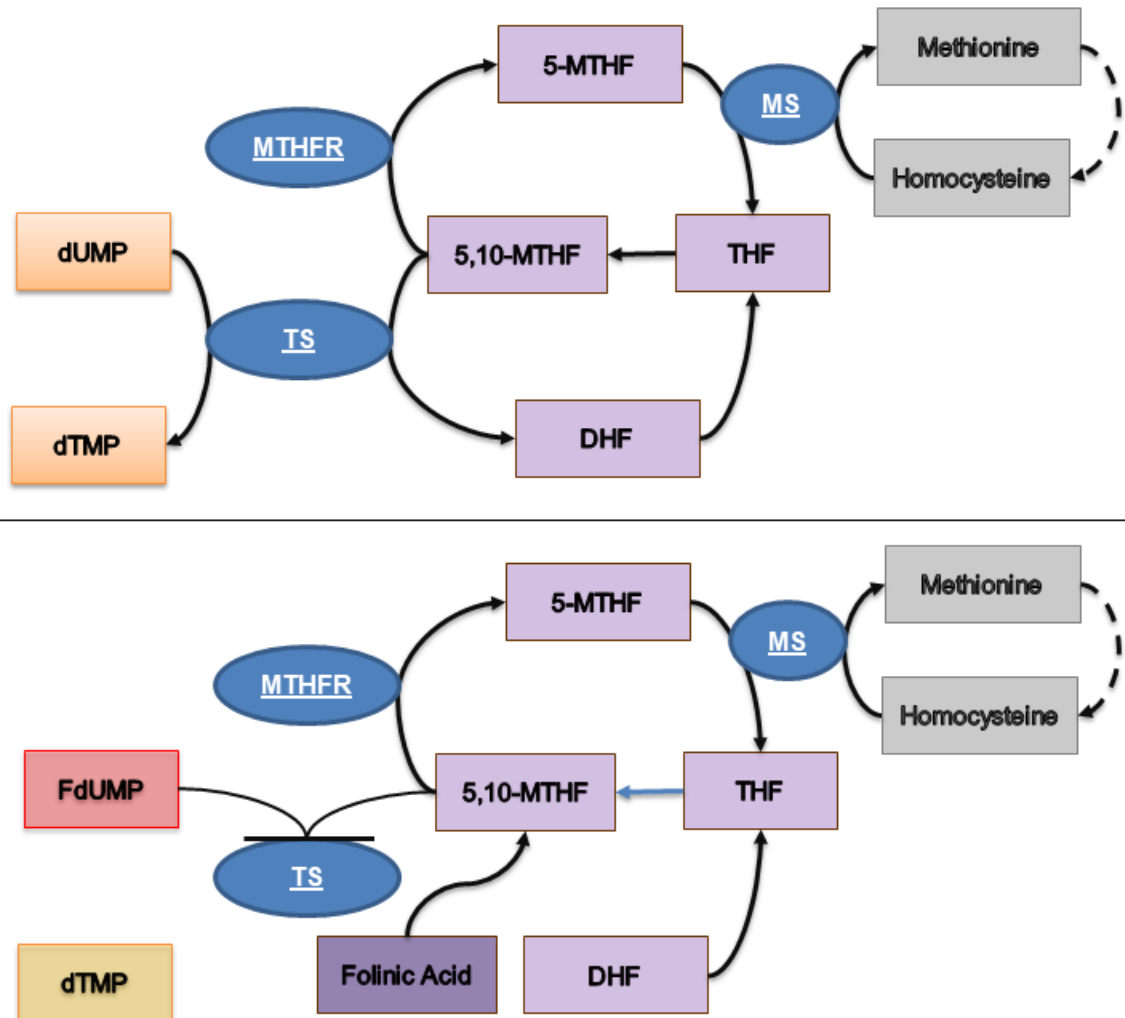 5-MTHF
Methionine
MS
MTHFR
Homocysteine
dUMP
5,10-MTHF
THF
TS
dTMP
DHF
Methionine
5-MTHF
MS
MTHFR
Homocysteine
FdUMP
5,10-MTHF
THF
TS
Folinic Acid
DHF
dTMP